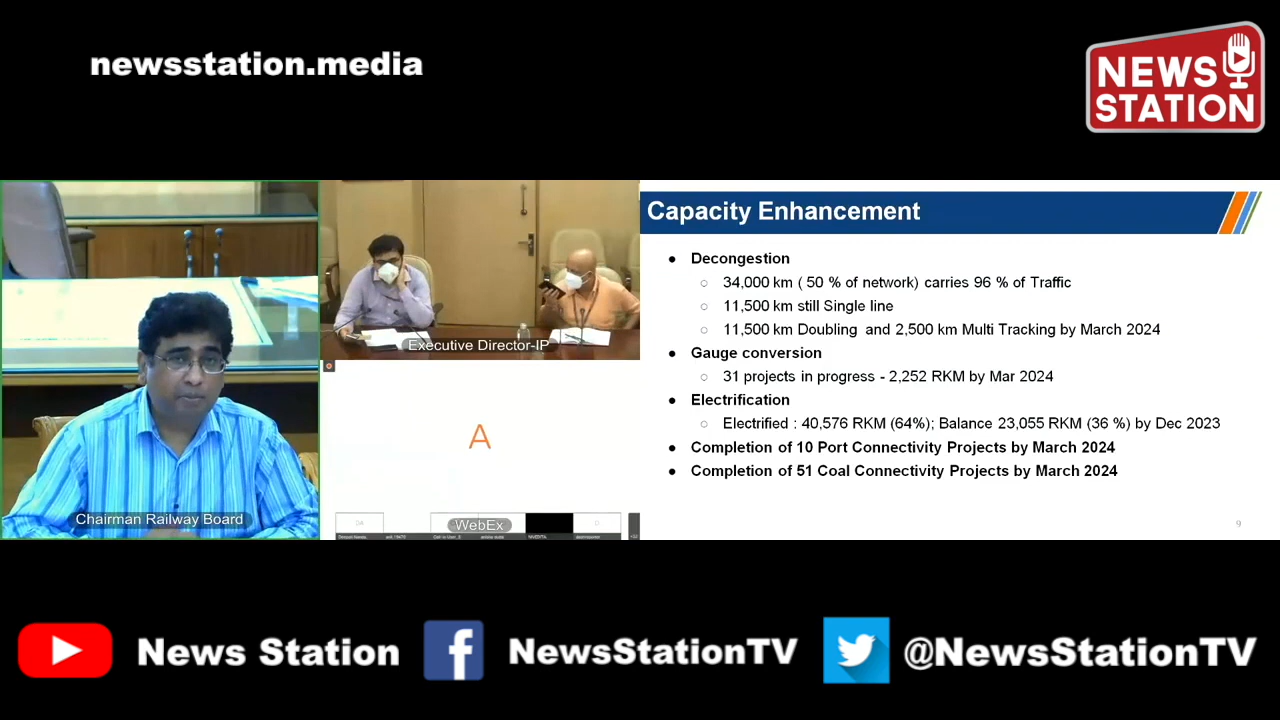 newsstation.media
NEWS
STATION
Chairman Railway Board
Executive Director-IP
A
WebEx
Capacity Enhancement
● Decongestion
○ 34,000 km ( 50 % of network) carries 96 % of Traffic
○ 11,500 km still Single line
○ 11,500 km Doubling and 2,500 km Multi Tracking by March 2024
● Gauge conversion
○ 31 projects in progress - 2,252 RKM by Mar 2024
● Electrification
○ Electrified : 40,576 RKM (64%); Balance 23,055 RKM (36 %) by Dec 2023
● Completion of 10 Port Connectivity Projects by March 2024
● Completion of 51 Coal Connectivity Projects by March 2024
9
News Station
NewsStationTV
@NewsStationTV